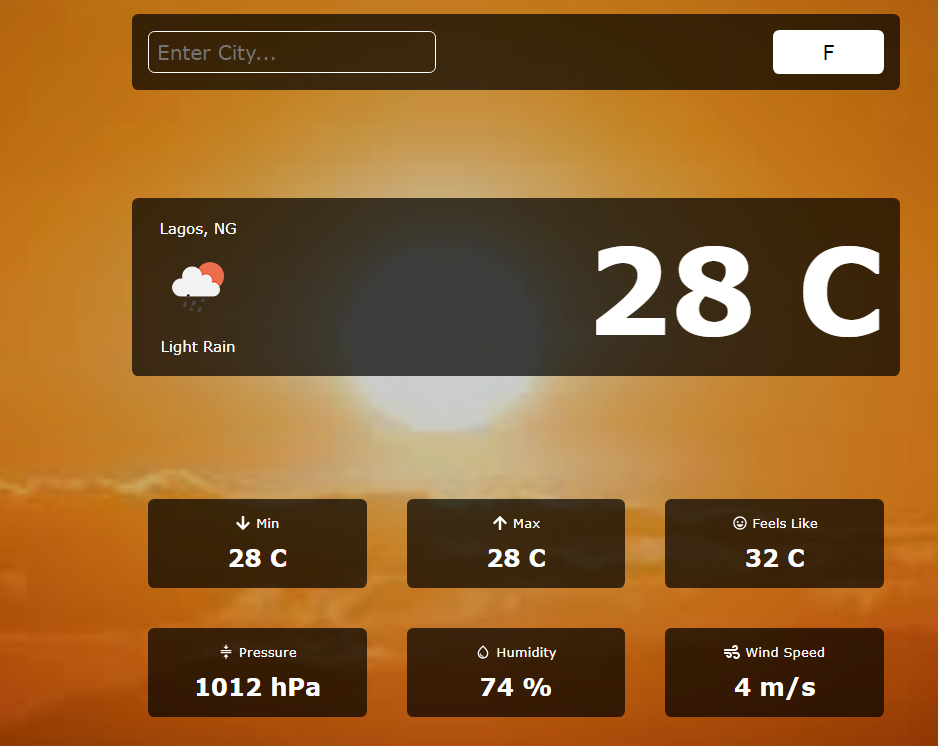 Enter City...
F
Lagos, NG
28 C
Light Rain
Min
Max
Feels Like
28 C
28 C
32 C
Pressure
Humidity
Wind Speed
1012 hPa
74 %
4 m/s